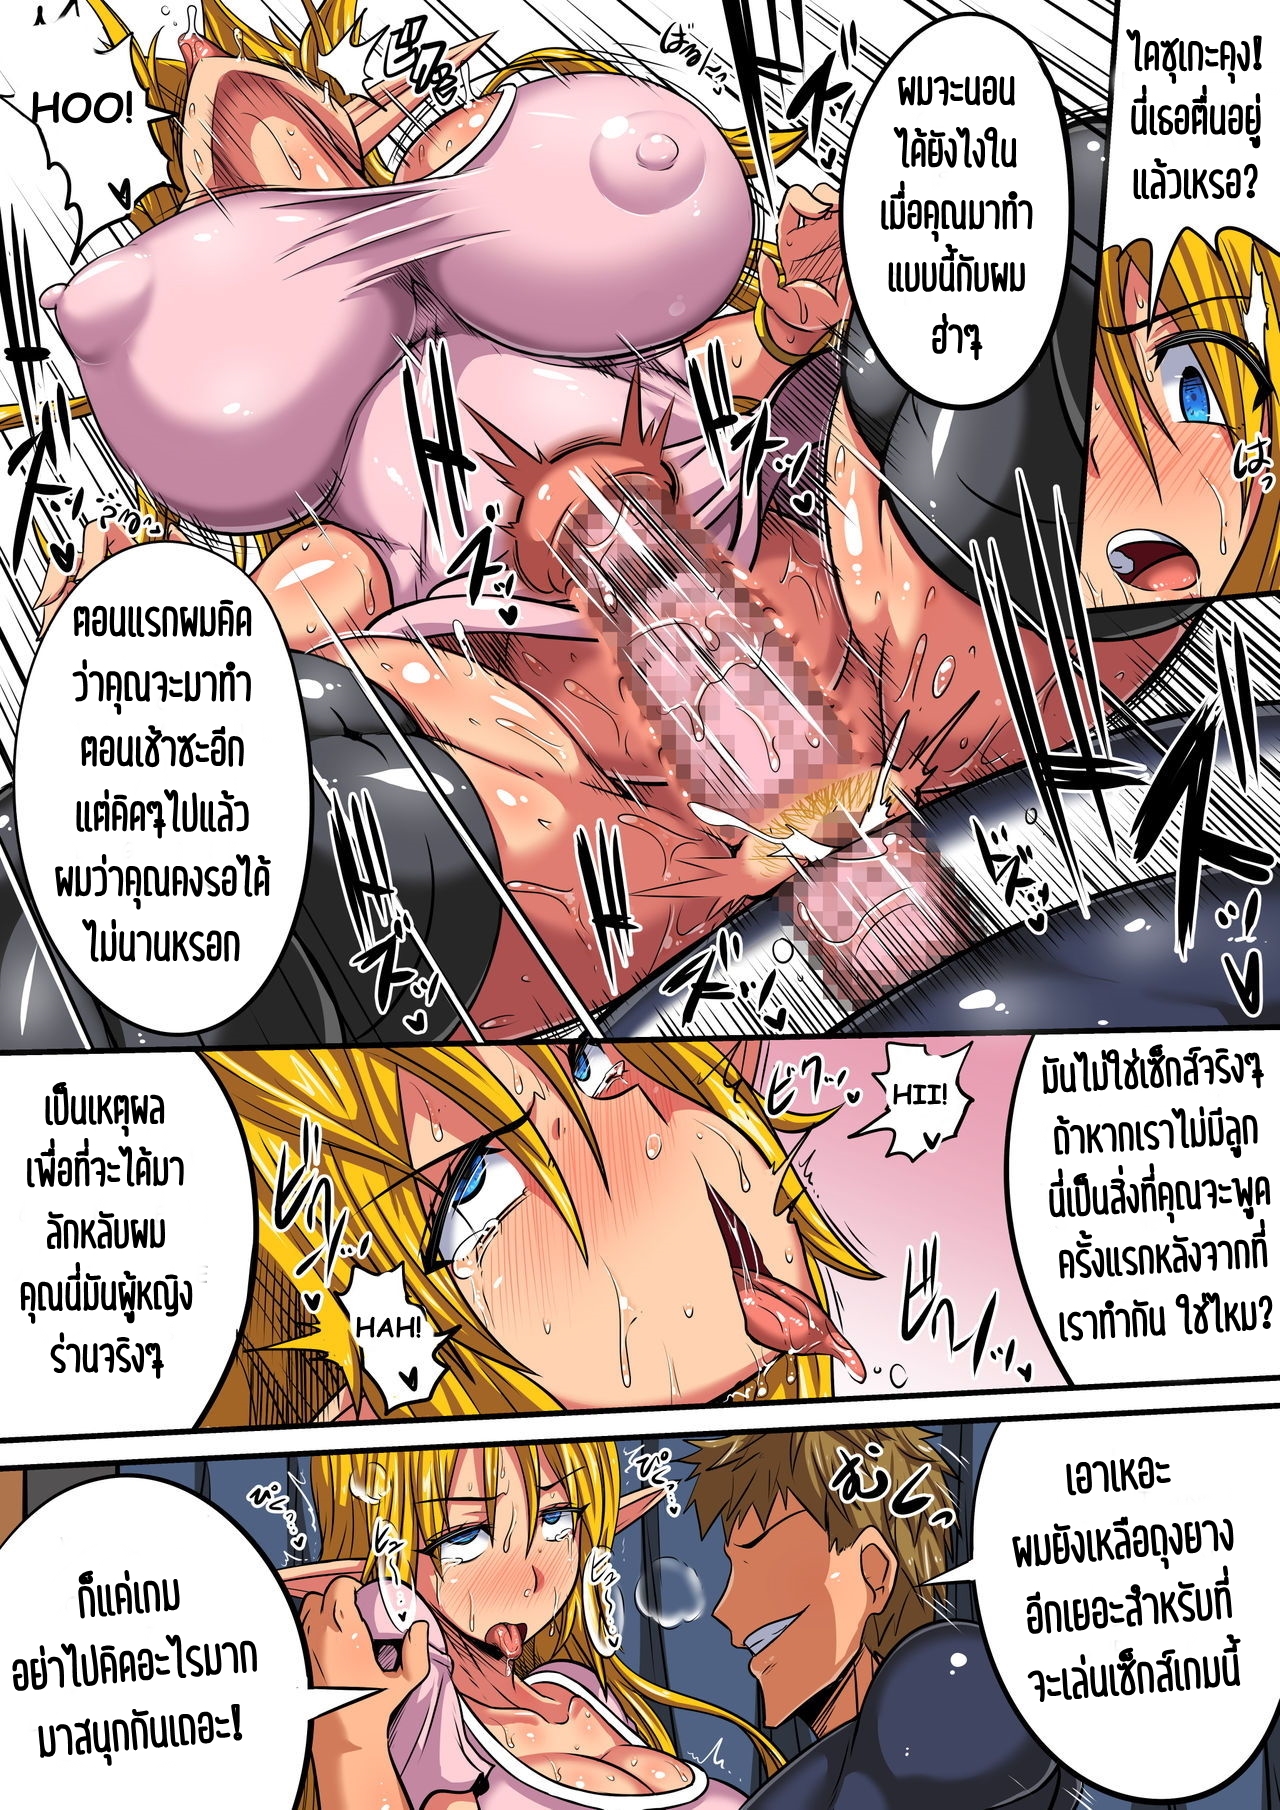 ไคซุเกะคุง!
นี่เธอตื่นอยู่
แล้วเหรอ?
ผมจะนอน
ได้ยังไงใน
เมื่อคุณมาทำ
แบบนี้กับผม
ฮ่าๆ
HOO!
はっ
ตอนแรกผมคิด
ว่าคุณจะมาทำ
ตอนเช้าซะอีก
แต่คิดๆไปแล้ว
ผมว่าคุณคงรอได้
ไม่นานหรอก
มันไม่ใช่เซ็กส์จริงๆ
ถ้าหากเราไม่มีลูก
นี่เป็นสิ่งที่คุณจะพูด
ครั้งแรกหลังจากที่
เราทำกัน ใช่ไหม?
HII!
HAH!
เป็นเหตุผล
เพื่อที่จะได้มา
ลักหลับผม
คุณนี่มันผู้หญิง
ร่านจริงๆ
เอาเหอะ
ผมยังเหลือถุงยาง
อีกเยอะสำหรับที่
จะเล่นเซ็กส์เกมนี้
むくっ
ก็แค่เกม
อย่าไปคิดอะไรมาก
มาสนุกกันเถอะ!